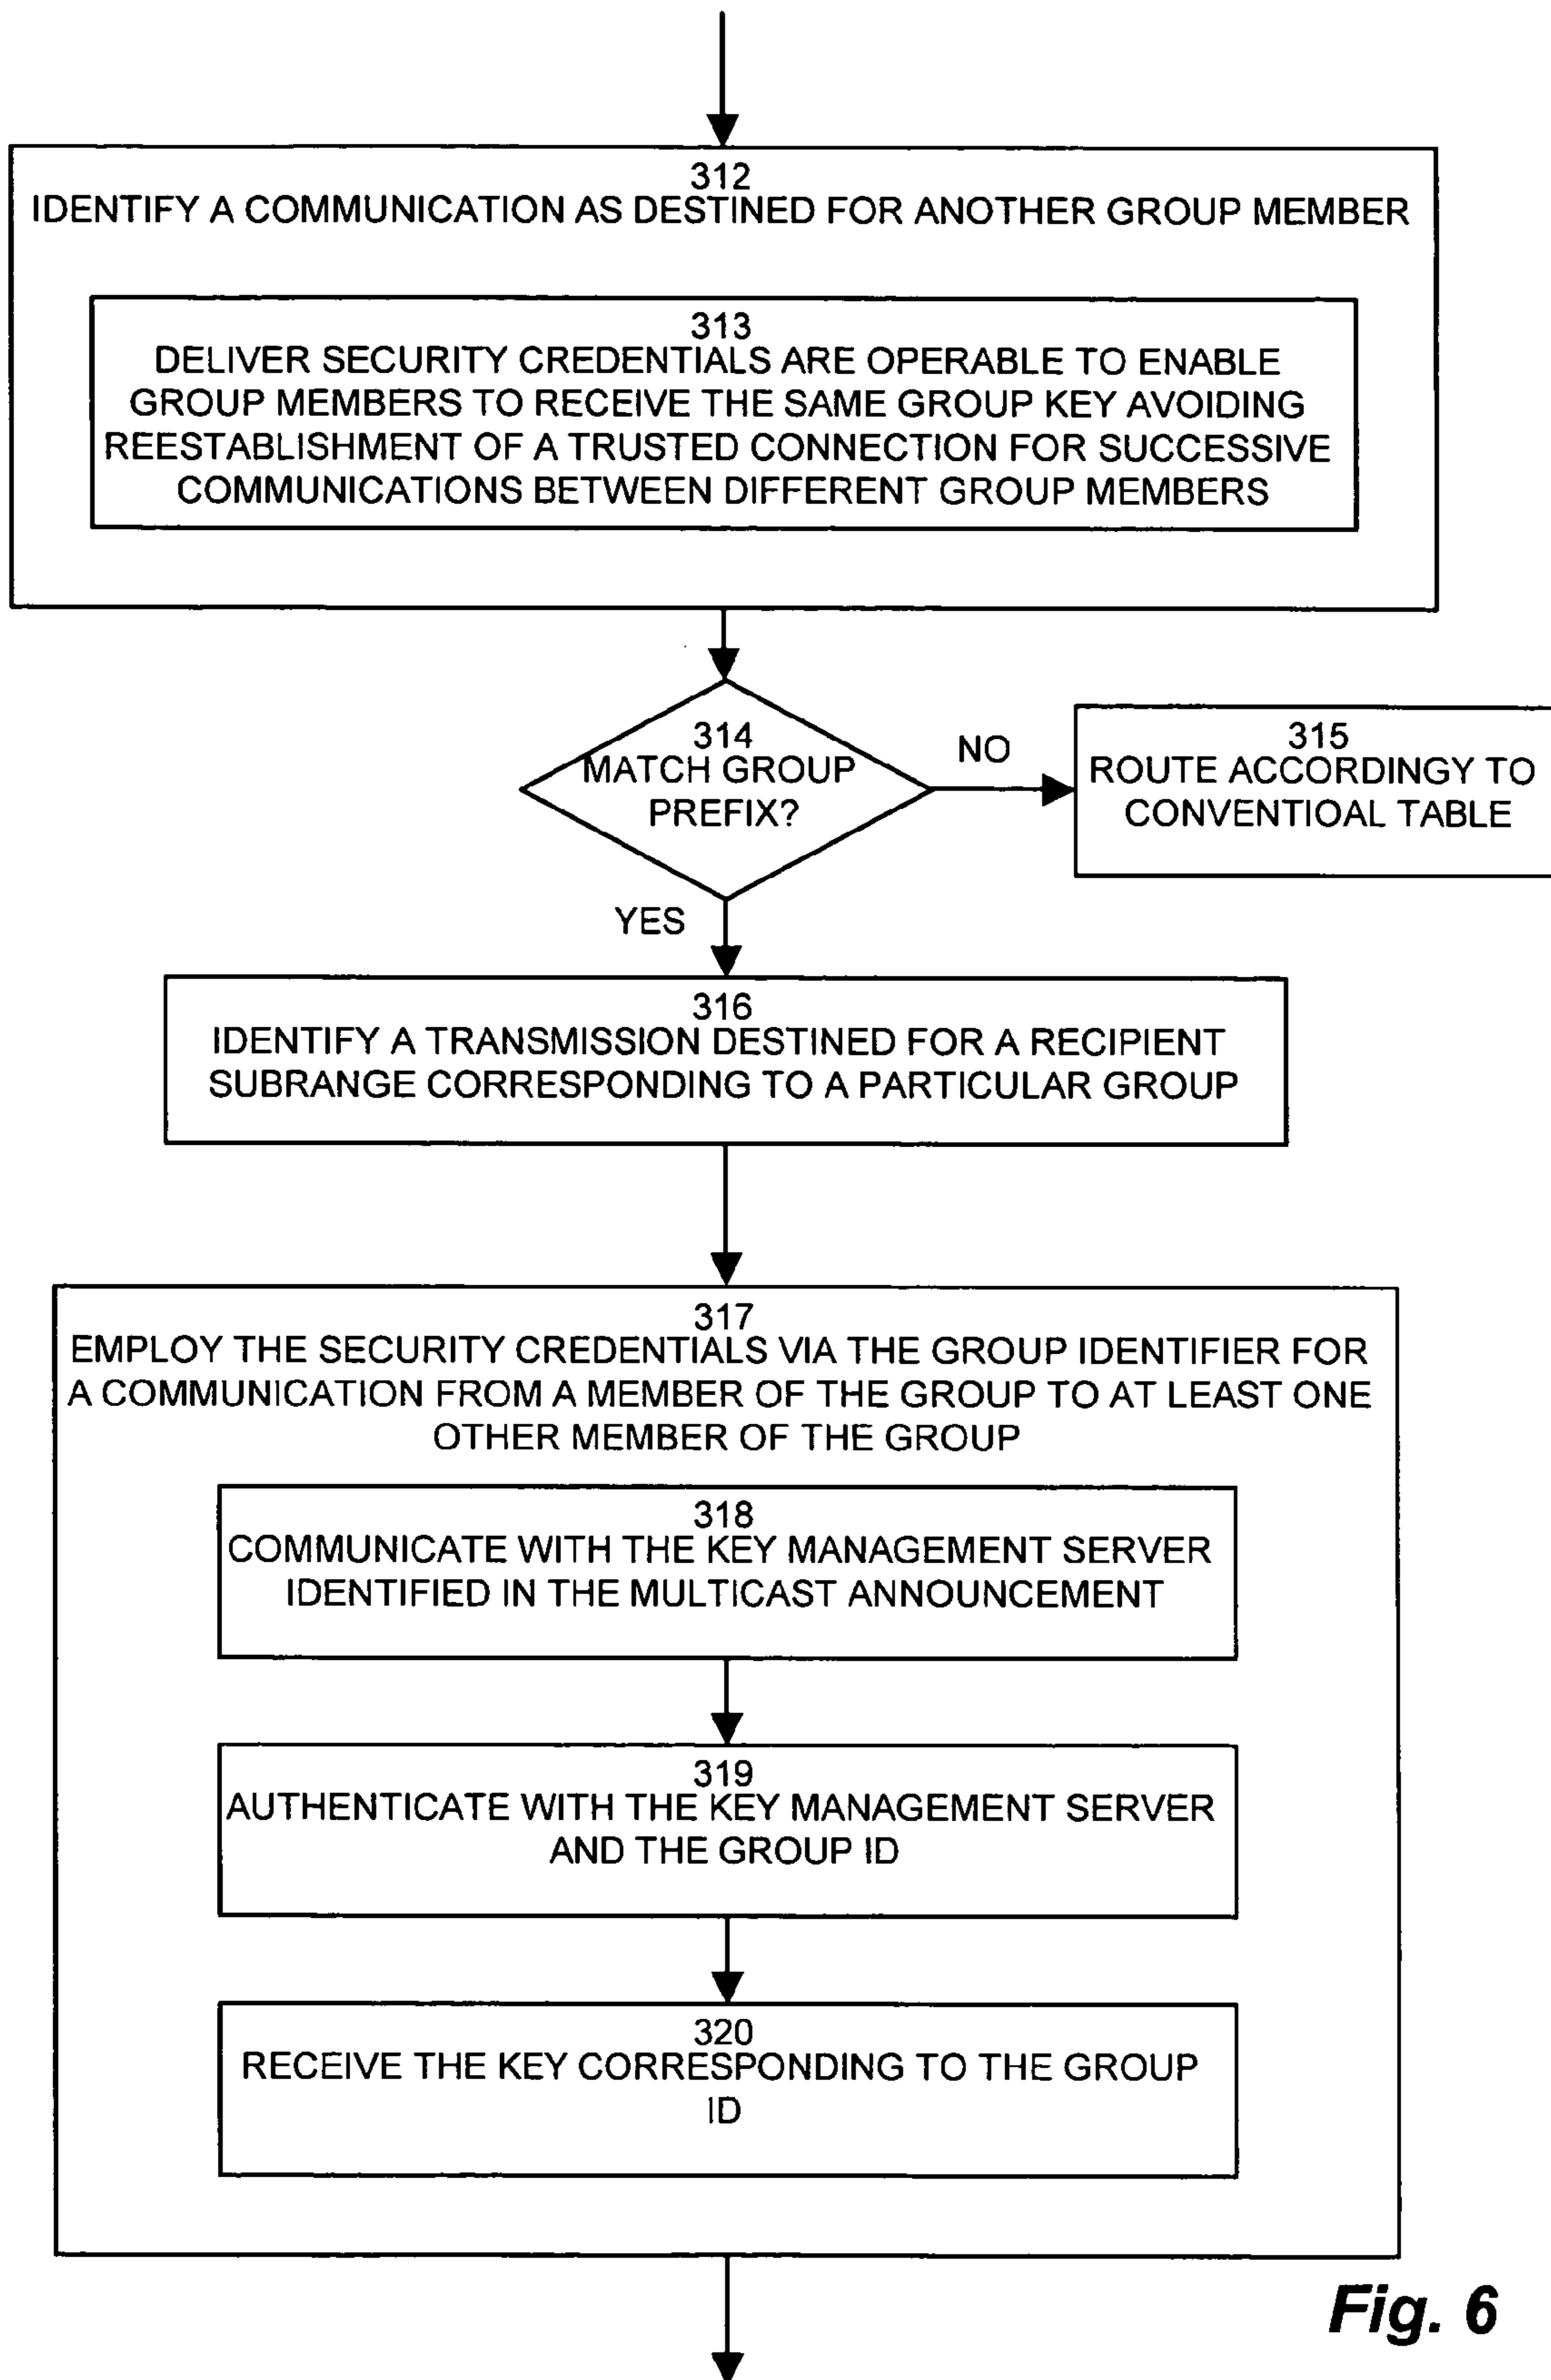 312
IDENTIFY A COMMUNICATION AS DESTINED FOR ANOTHER GROUP MEMBER
313
DELIVER SECURITY CREDENTIALS ARE OPERABLE TO ENABLE
GROUP MEMBERS TO RECEIVE THE SAME GROUP KEY AVOIDING
REESTABLISHMENT OF A TRUSTED CONNECTION FOR SUCCESSIVE
COMMUNICATIONS BETWEEN DIFFERENT GROUP MEMBERS
314
MATCH GROUP
PREFIX?
NO
315
ROUTE ACCORDINGY TO
CONVENTIOAL TABLE
YES
316
IDENTIFY A TRANSMISSION DESTINED FOR A RECIPIENT
SUBRANGE CORRESPONDING TO A PARTICULAR GROUP
317
EMPLOY THE SECURITY CREDENTIALS VIA THE GROUP IDENTIFIER FOR
A COMMUNICATION FROM A MEMBER OF THE GROUP TO AT LEAST ONE
OTHER MEMBER OF THE GROUP
318
COMMUNICATE WITH THE KEY MANAGEMENT SERVER
IDENTIFIED IN THE MULTICAST ANNOUNCEMENT
319
AUTHENTICATE WITH THE KEY MANAGEMENT SERVER
AND THE GROUP ID
320
RECEIVE THE KEY CORRESPONDING TO THE GROUP
ID
Fig. 6